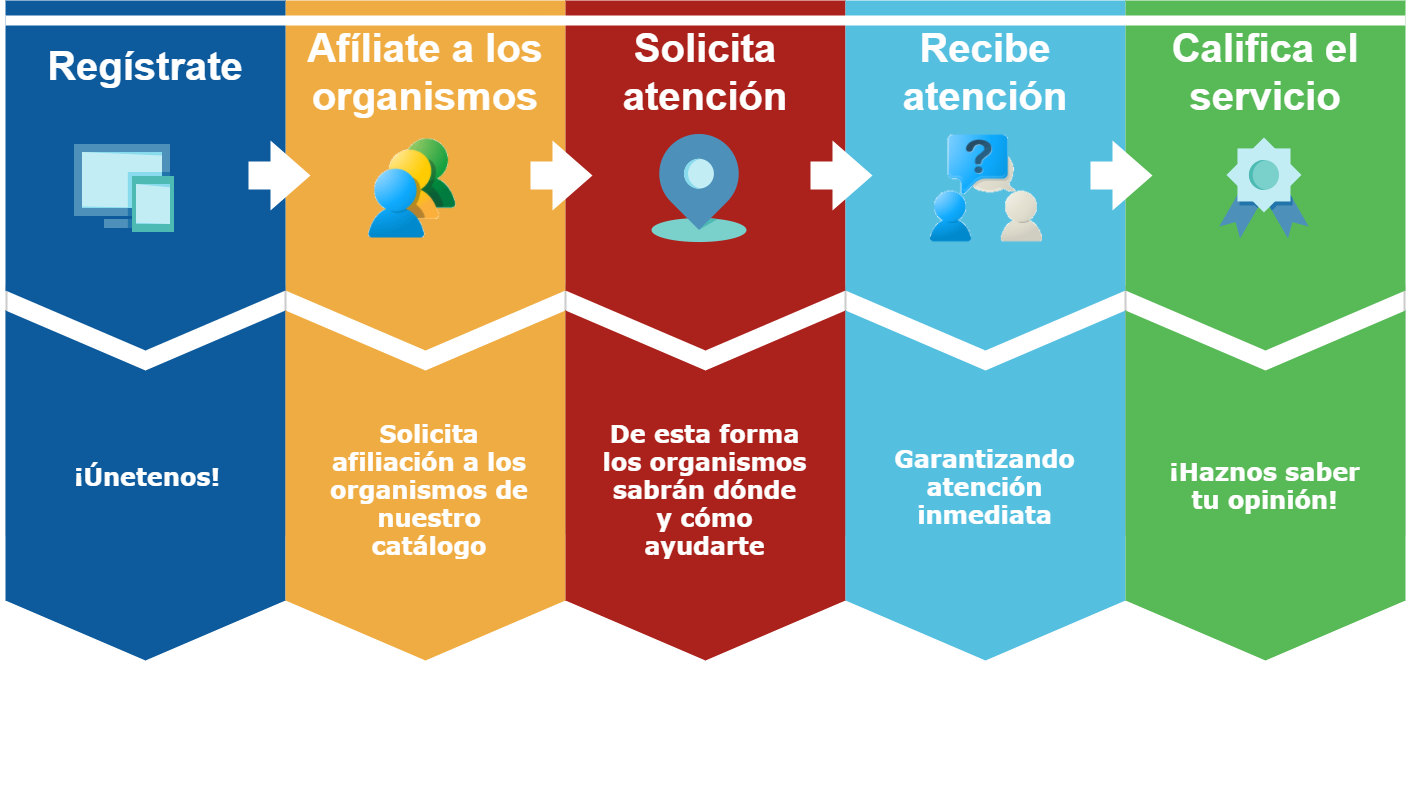 Regístrate
Afíliate a los
organismos
Solicita
atención
Recibe
atención
Califica el
servicio
?
¡Únetenos!
Solicita
afiliación a los
organismos de
nuestro
catálogo
De esta forma
los organismos
sabrán dónde
y cómo
ayudarte
Garantizando
atención
inmediata
¡Haznos saber
tu opinión!